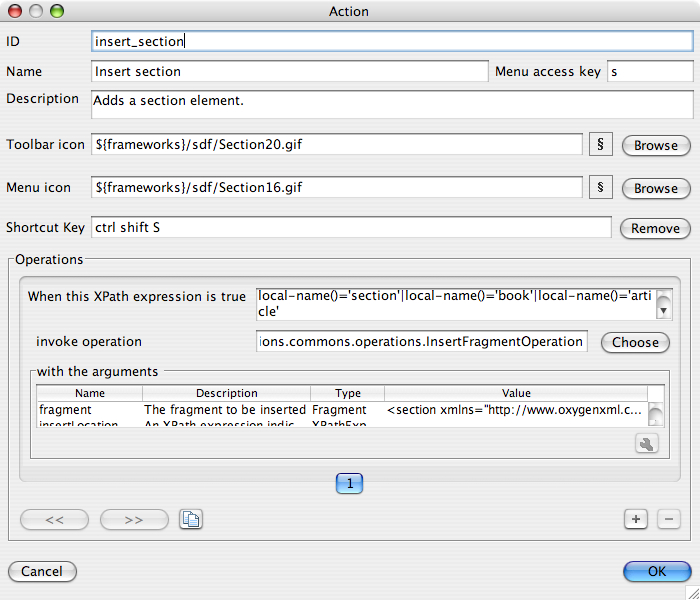 Action
ID insert_section
Name Insert section Menu access key s
Description Adds a section element.
Toolbar icon ${frameworks}/sdf/Section20.gif § Browse
Menu icon ${frameworks}/sdf/Section16.gif § Browse
Shortcut Key ctrl shift S Remove
Operations
When this XPath expression is true local-name()='section'|local-name()='book'|local-name()='arti
cle'
invoke operation ions.commons.operations.InsertFragmentOperation Choose
with the arguments
Name Description Type Value
fragment The fragment to be inserted Fragment <section xmlns="http://www.oxygenxml.c...
insertLocation An XPath expression indic... XPathExp...
1
<< >> + −
Cancel OK